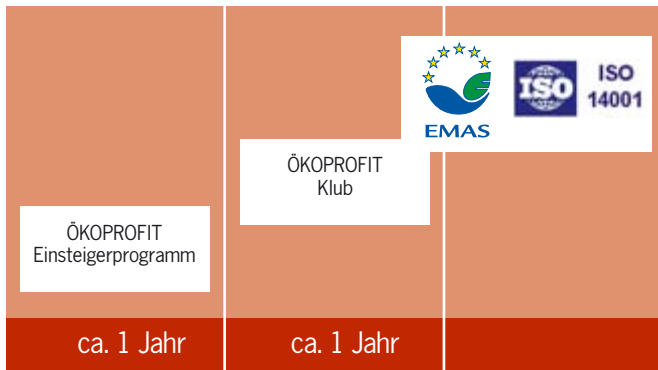 EMAS
ISO
ISO
14001
ÖKOPROFIT
Klub
ÖKOPROFIT
Einsteigerprogramm
ca. 1 Jahr
ca. 1 Jahr